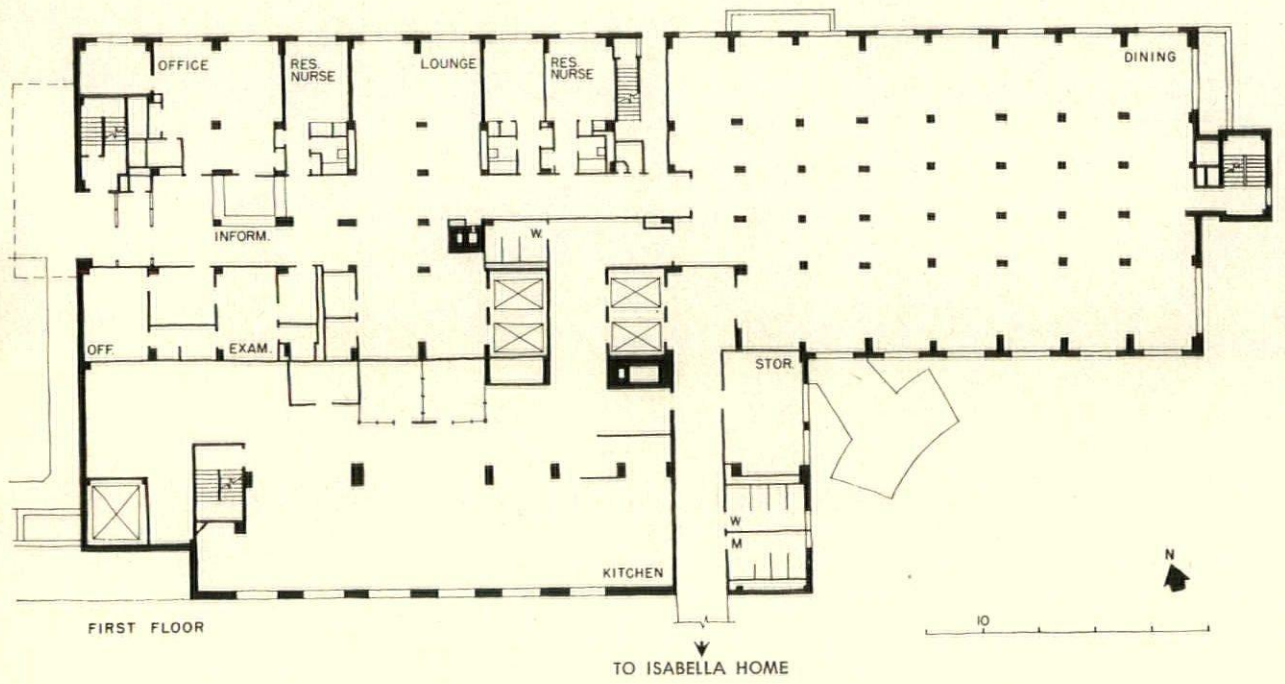 OFFICE
RES.
NURSE
LOUNGE
RES.
NURSE
DINING
INFORM.
W.
OFF.
EXAM.
STOR.
W
M
KITCHEN
N
10
FIRST FLOOR
TO ISABELLA HOME